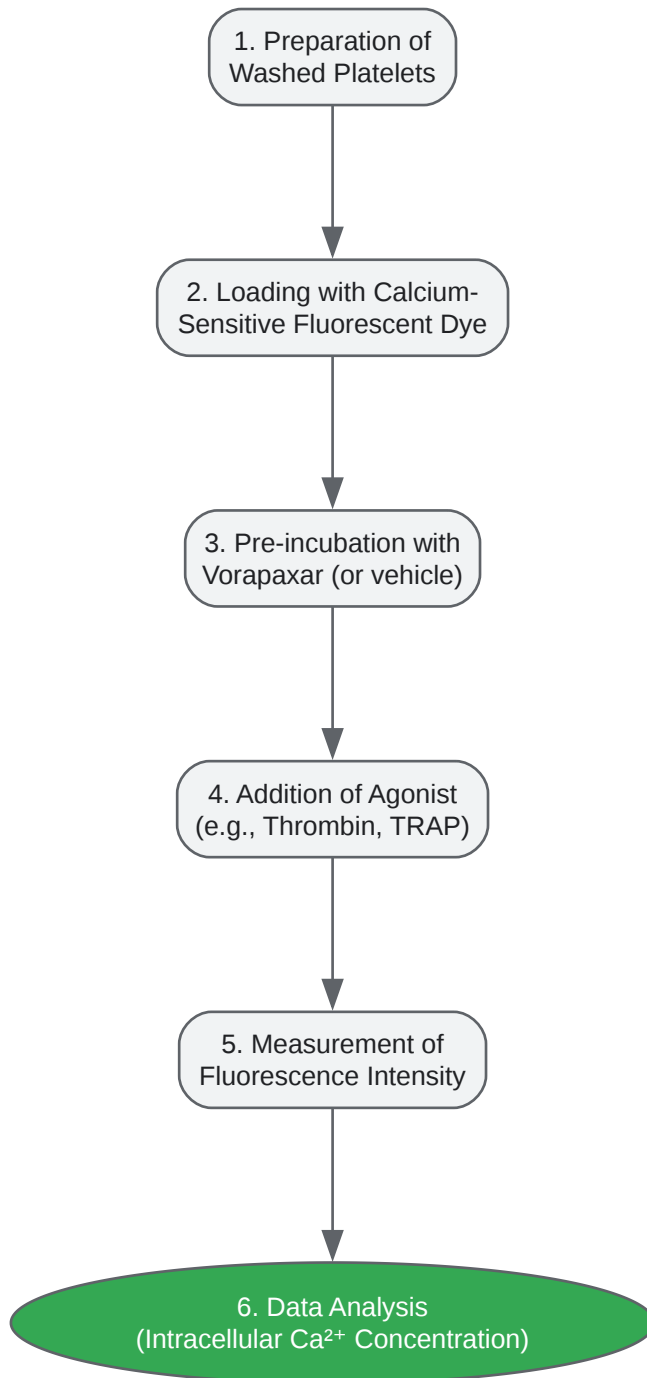 1. Preparation of
Washed Platelets
2. Loading with Calcium-
Sensitive Fluorescent Dye
3. Pre-incubation with
Vorapaxar (or vehicle)
4. Addition of Agonist
(e.g., Thrombin, TRAP)
5. Measurement of
Fluorescence Intensity
6. Data Analysis
(Intracellular Ca²⁺ Concentration)